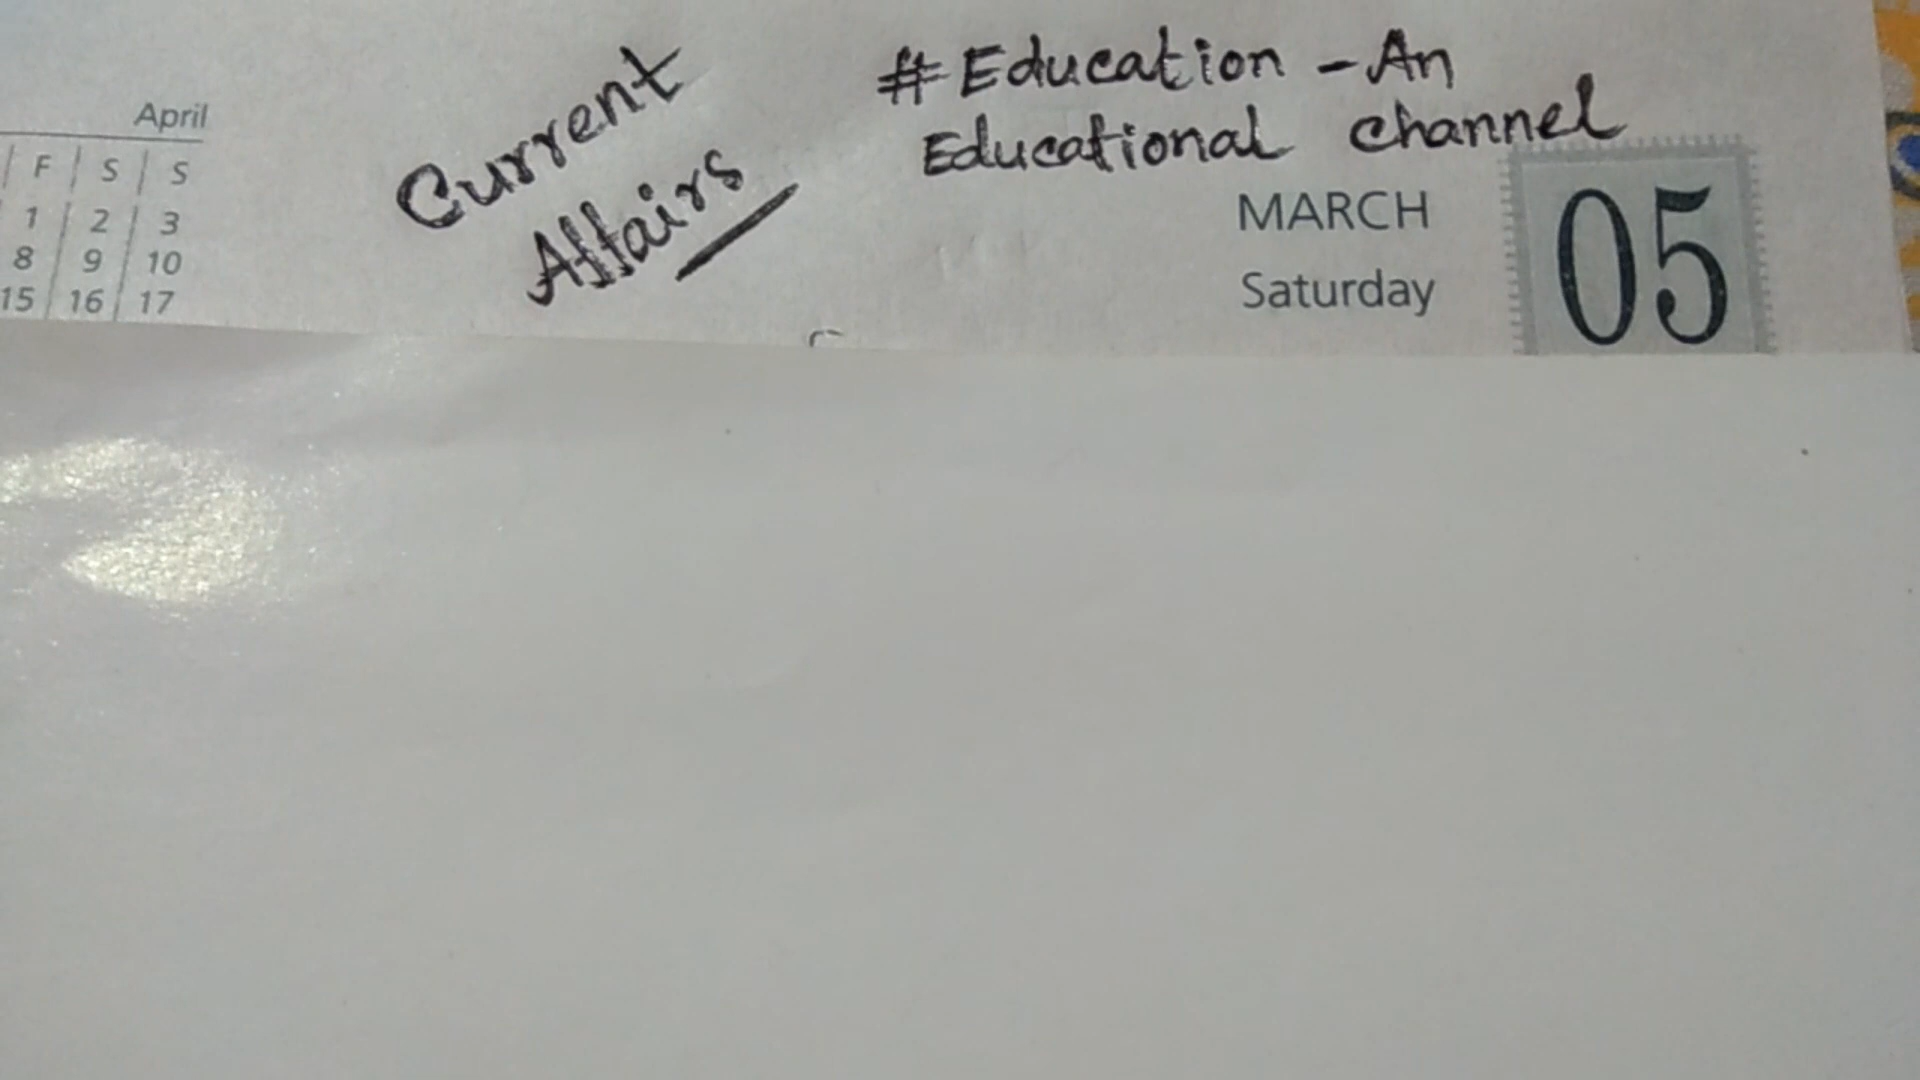 April
F S S
1 2 3
8 9 10
15 16 17
Current
Affairs
#Education - An
Educational channel
MARCH
Saturday
05